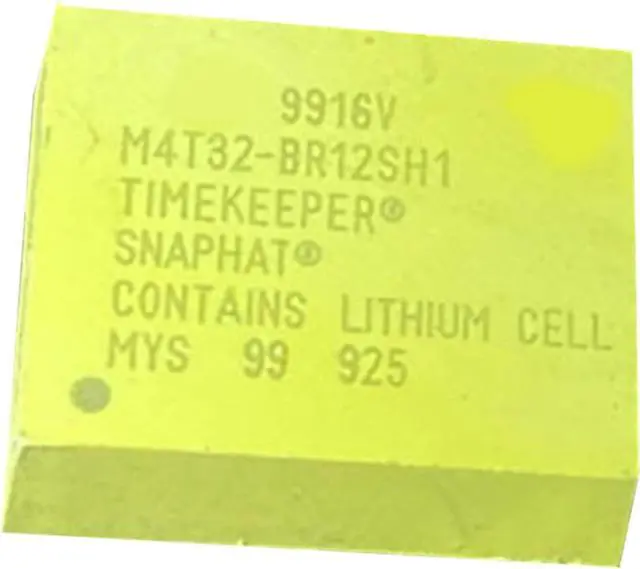 9916V
M4T32-BR12SH1
TIMEKEEPER®
SNAPHAT®
CONTAINS LITHIUM CELL
MYS 99 925